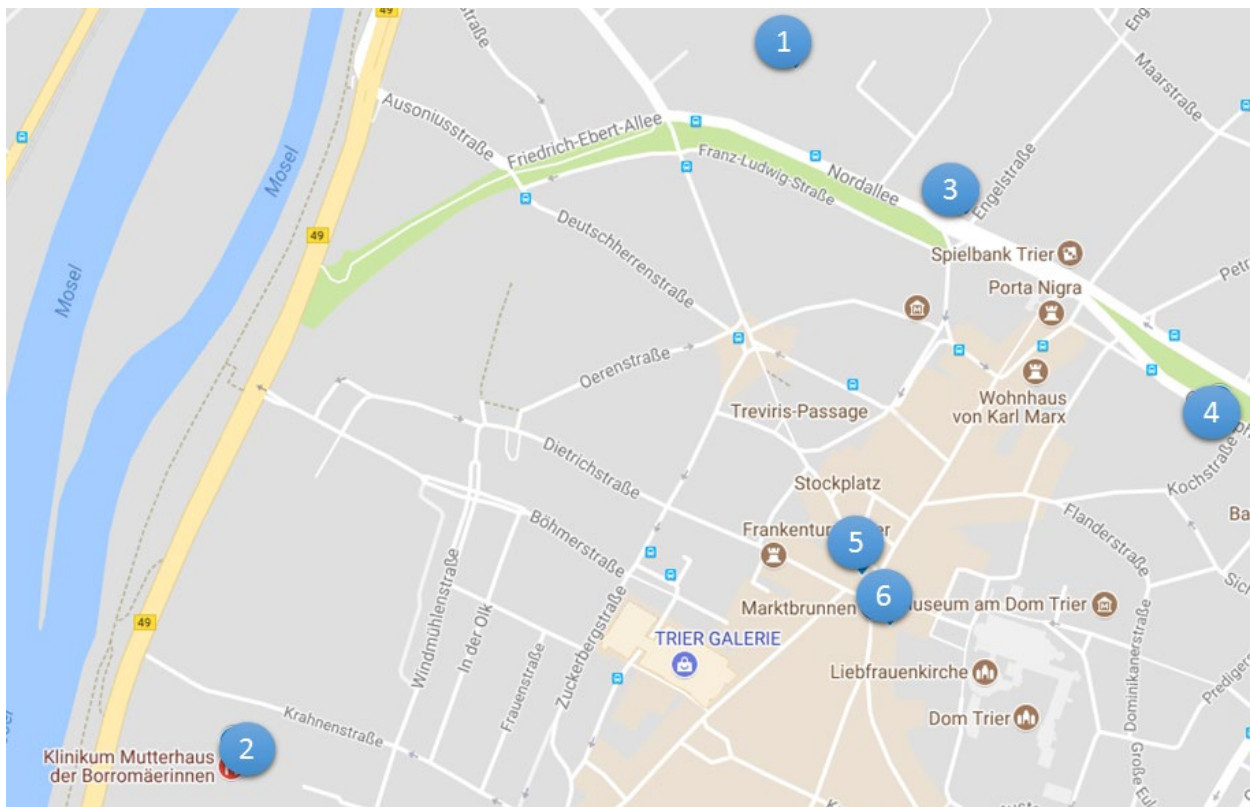 49
1
Engelstraße
Maarstraße
Ausoniusstraße
Friedrich-Ebert-Allee
Franz-Ludwig-Straße
Nordallee
3
Mosel
Mosel
49
Deutschherrenstraße
Spielbank Trier
Porta Nigra
Oerenstraße
Treviris-Passage
Wohnhaus
von Karl Marx
4
Kochstraße
Dietrichstraße
Stockplatz
Böhmerstraße
5
Flanderstraße
Marktbrunnen
6
Museum am Dom Trier
49
Windmühlenstraße
In der Olk
Frauenstraße
Zuckerbergstraße
TRIER GALERIE
Liebfrauenkirche
Dom Trier
Dominikanerstraße
Krahnenstraße
2
Klinikum Mutterhaus
der Borromäerinnen